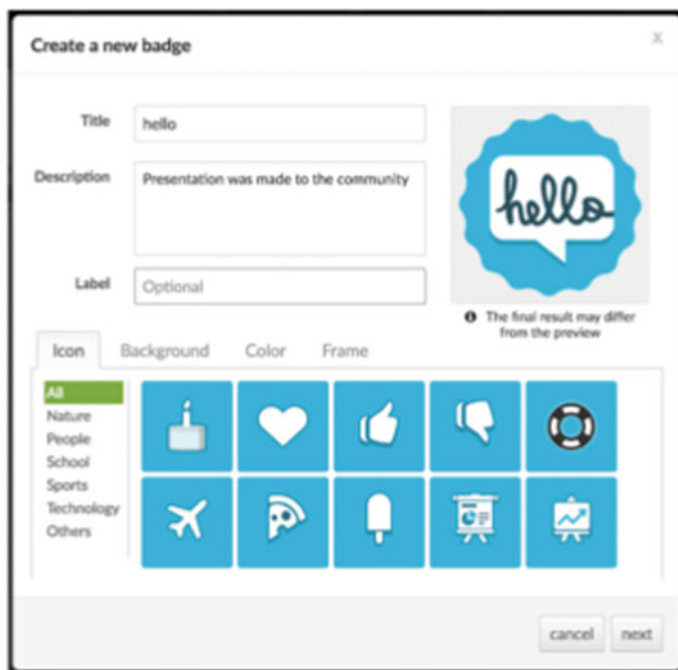 Create a new badge
x
Title
hello
Description
Presentation was made to the community
Label
Optional
hello
The final result may differ
from the preview
Icon
Background
Color
Frame
All
Nature
People
School
Sports
Technology
Others
cancel
next